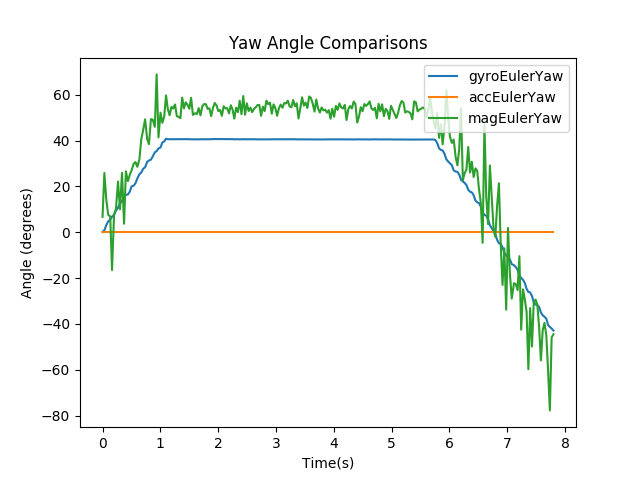 Yaw Angle Comparisons
gyroEulerYaw
accEulerYaw
magEulerYaw
Angle (degrees)
60
40
20
0
−20
−40
−60
−80
0 1 2 3 4 5 6 7 8
Time(s)